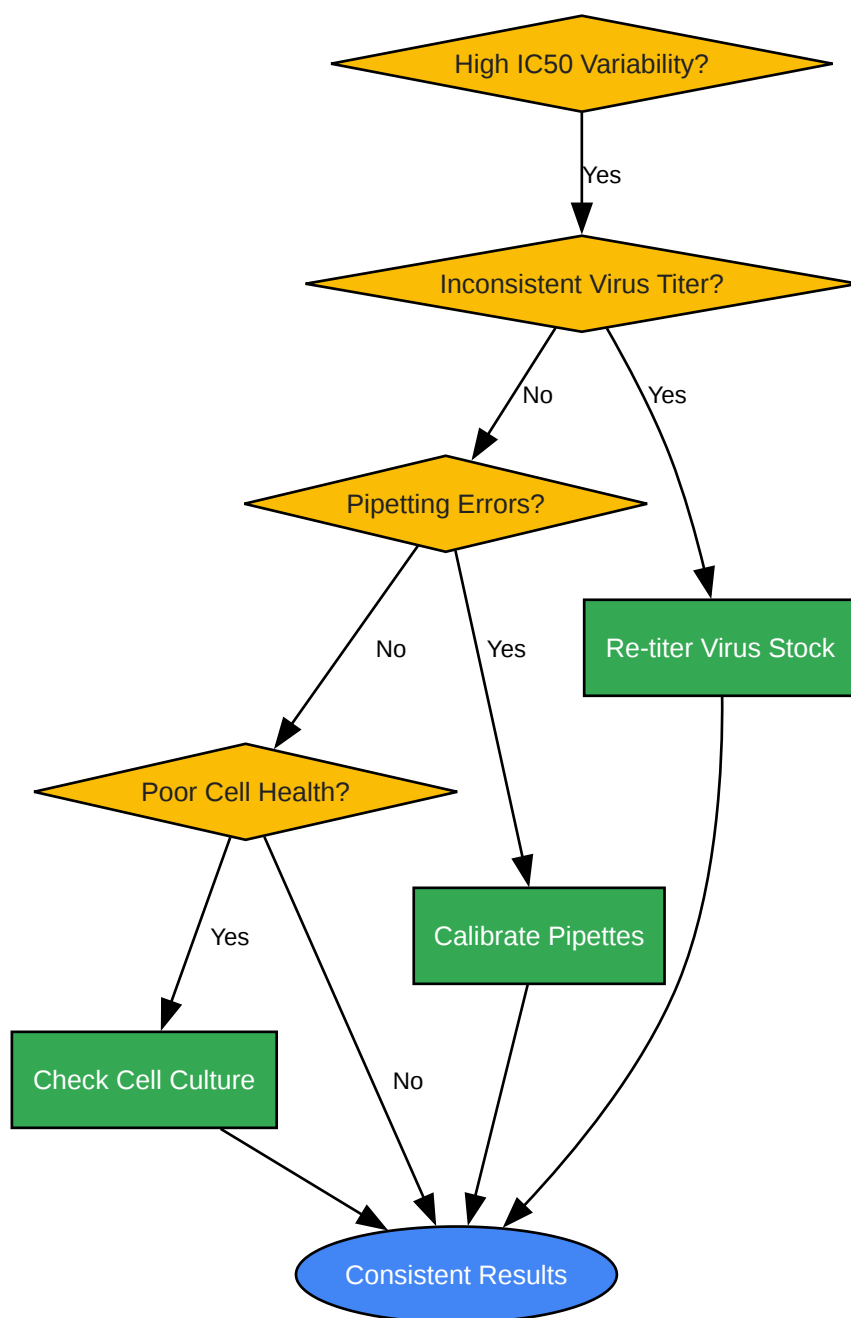 High IC50 Variability?
Yes
Inconsistent Virus Titer?
No
Yes
Pipetting Errors?
No
Yes
Re-titer Virus Stock
Poor Cell Health?
Yes
No
Calibrate Pipettes
Check Cell Culture
Consistent Results